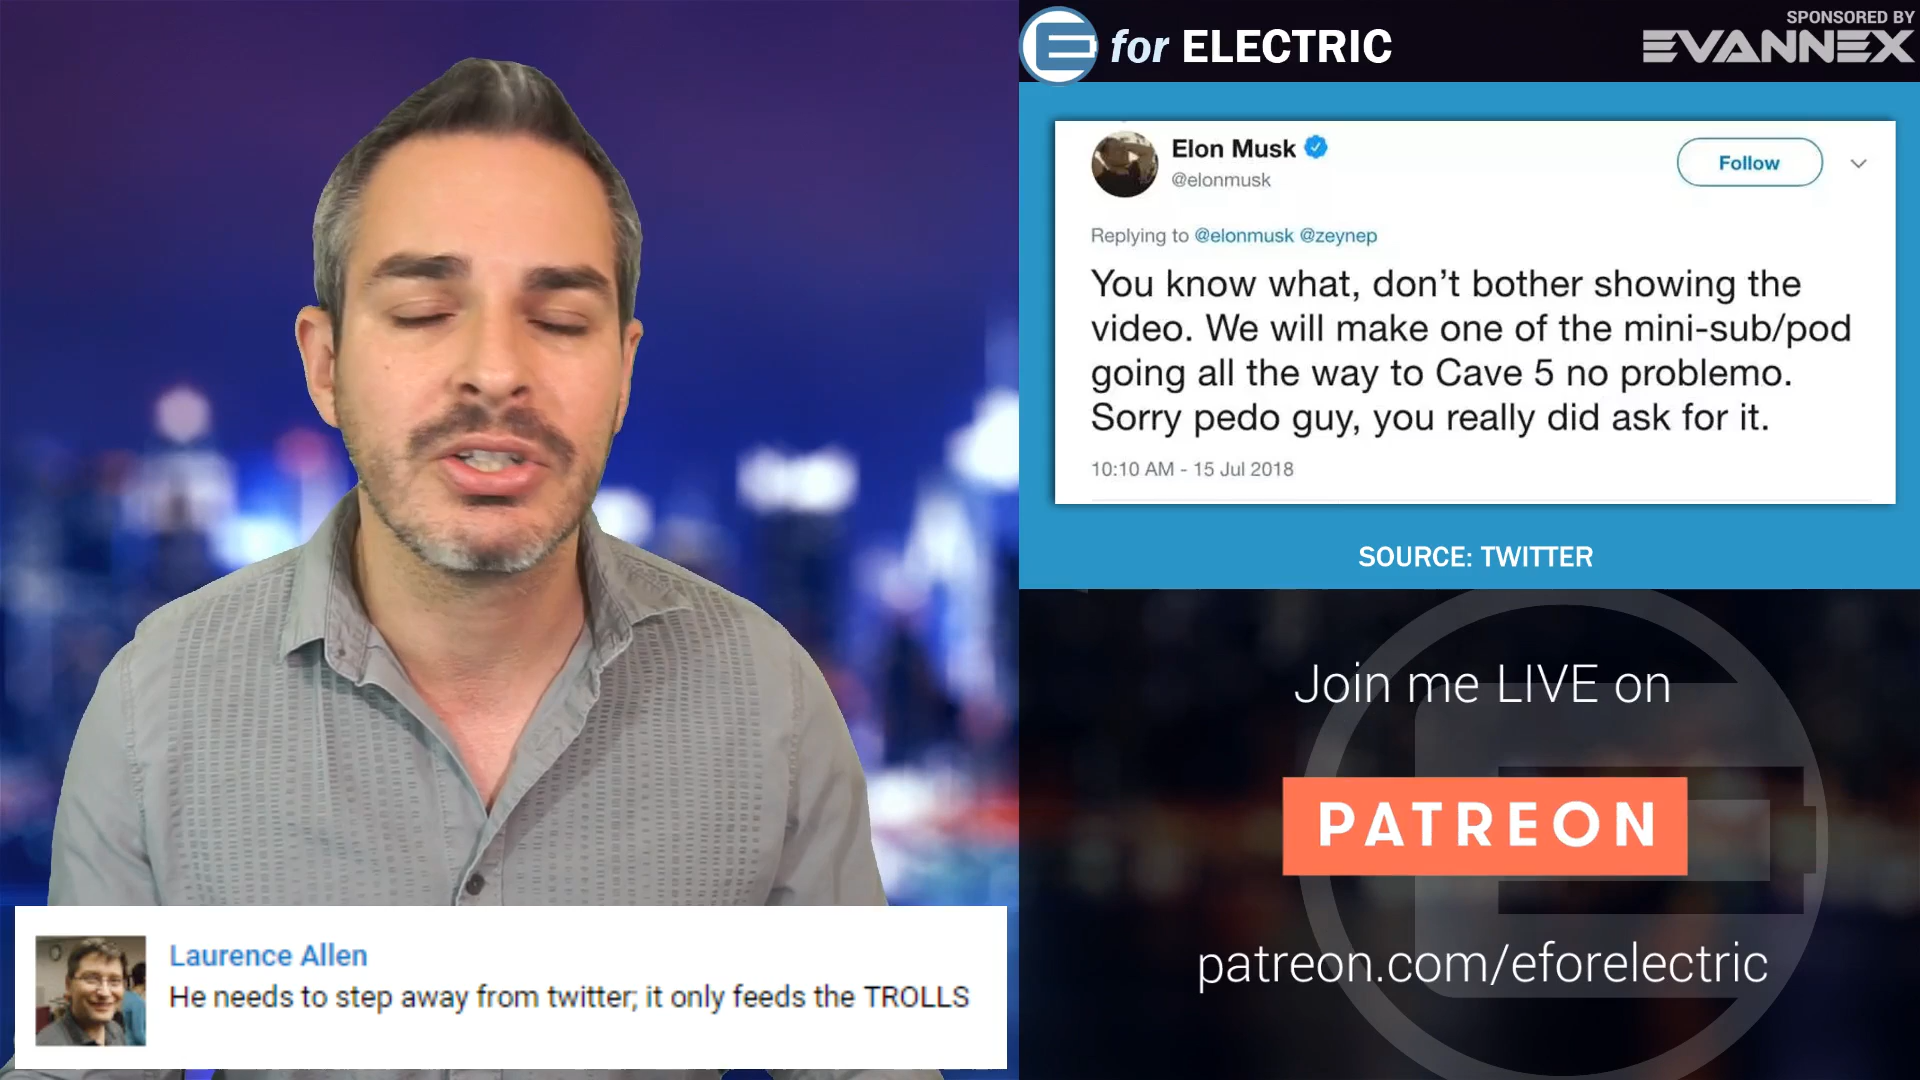 for ELECTRIC
SPONSORED BY
EVANNEX
Elon Musk
@elonmusk
Follow
Replying to @elonmusk @zeynep
You know what, don’t bother showing the
video. We will make one of the mini-sub/pod
going all the way to Cave 5 no problemo.
Sorry pedo guy, you really did ask for it.
10:10 AM - 15 Jul 2018
SOURCE: TWITTER
Join me LIVE on
PATREON
patreon.com/eforelectric
Laurence Allen
He needs to step away from twitter; it only feeds the TROLLS